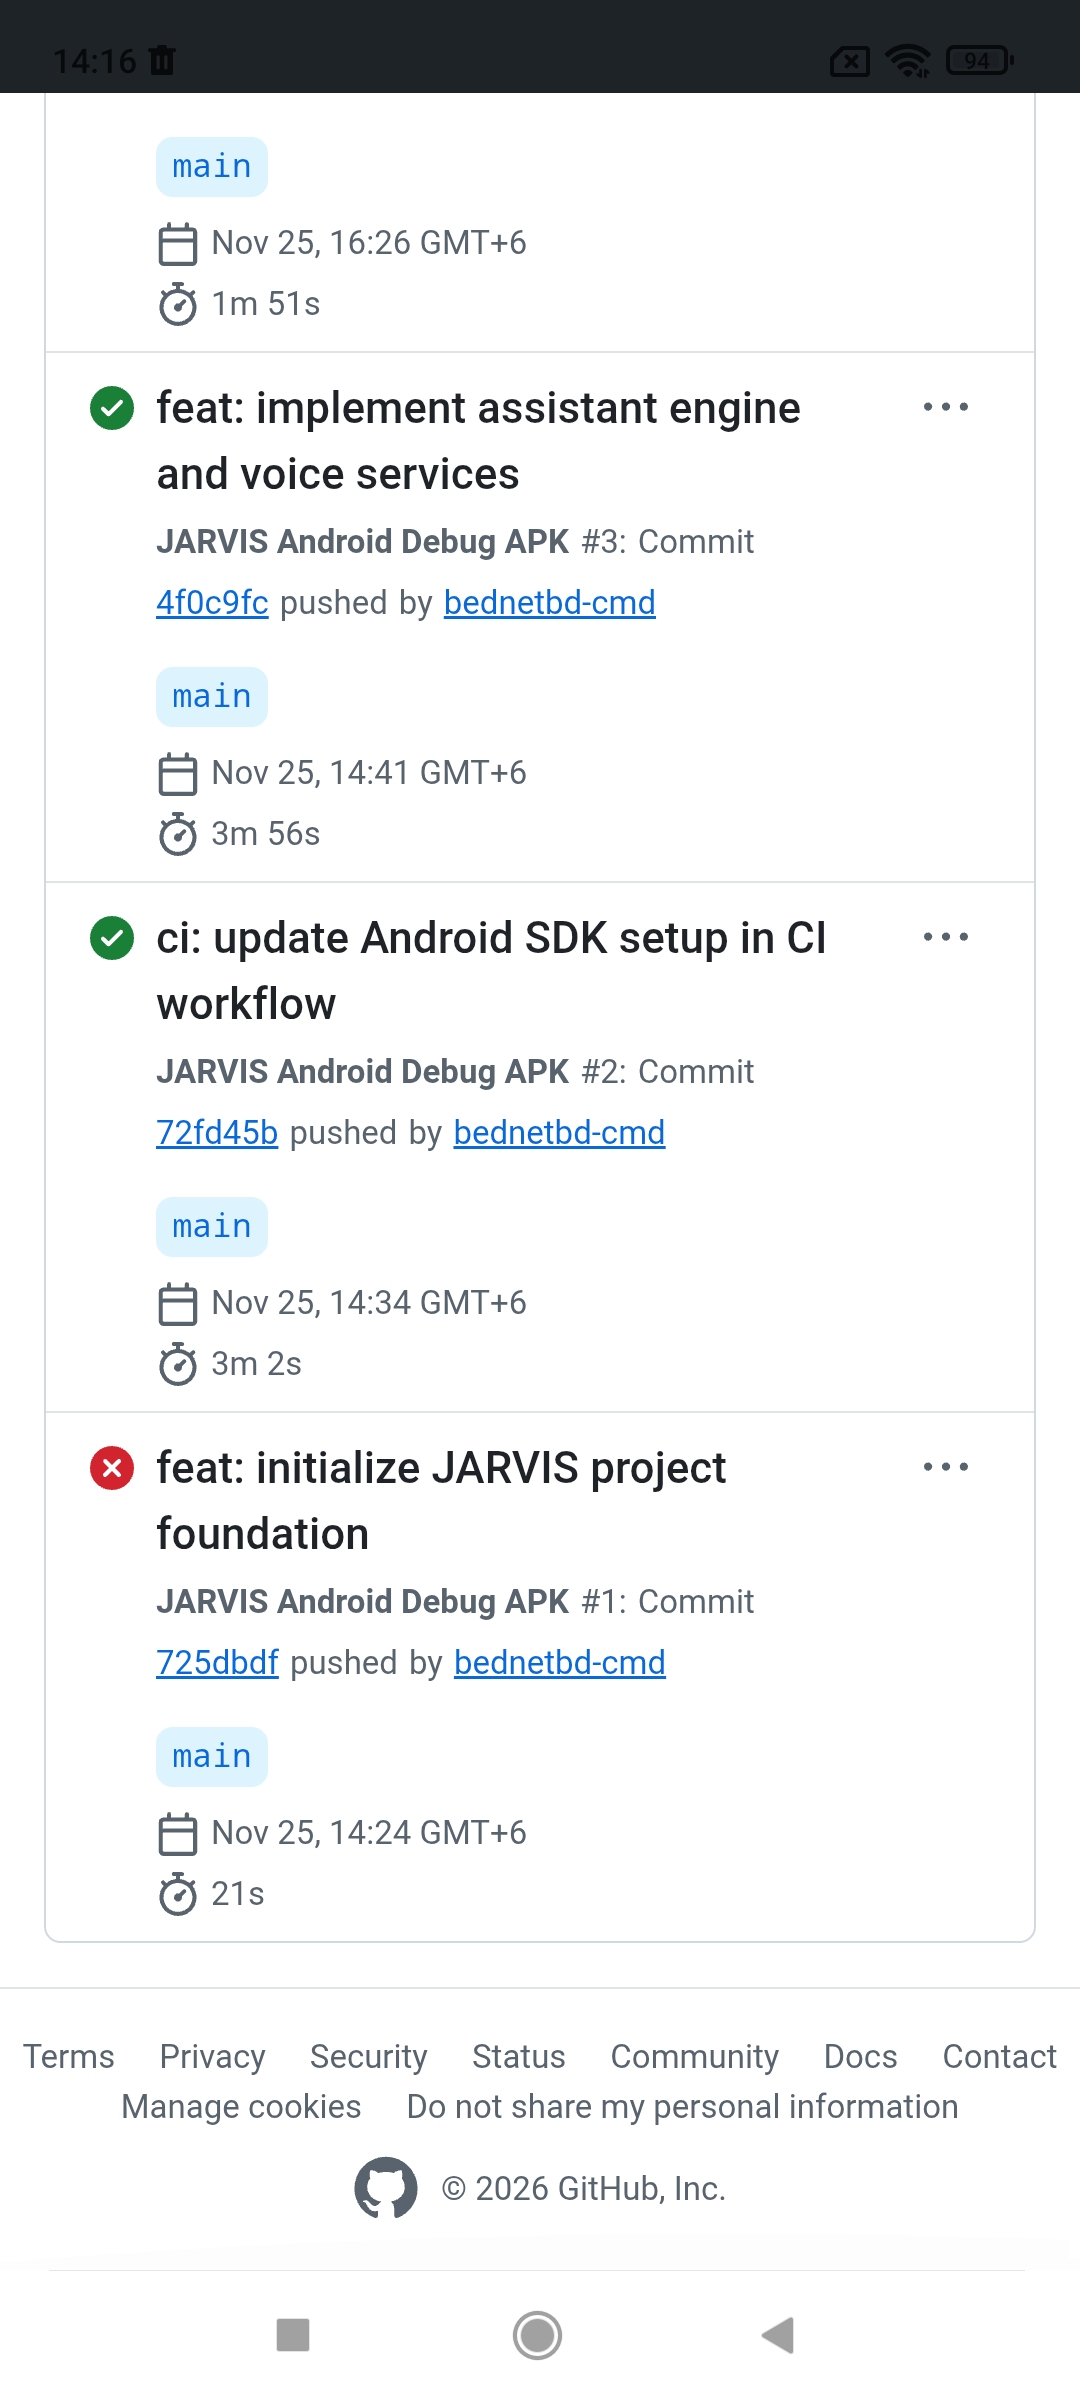 14:16
94
main
Nov 25, 16:26 GMT+6
1m 51s
feat: implement assistant engine
and voice services
JARVIS Android Debug APK #3: Commit
4f0c9fc pushed by bednetbd-cmd
main
Nov 25, 14:41 GMT+6
3m 56s
ci: update Android SDK setup in CI
workflow
JARVIS Android Debug APK #2: Commit
72fd45b pushed by bednetbd-cmd
main
Nov 25, 14:34 GMT+6
3m 2s
feat: initialize JARVIS project
foundation
JARVIS Android Debug APK #1: Commit
725dbdf pushed by bednetbd-cmd
main
Nov 25, 14:24 GMT+6
21s
Terms Privacy Security Status Community Docs Contact
Manage cookies Do not share my personal information
© 2026 GitHub, Inc.